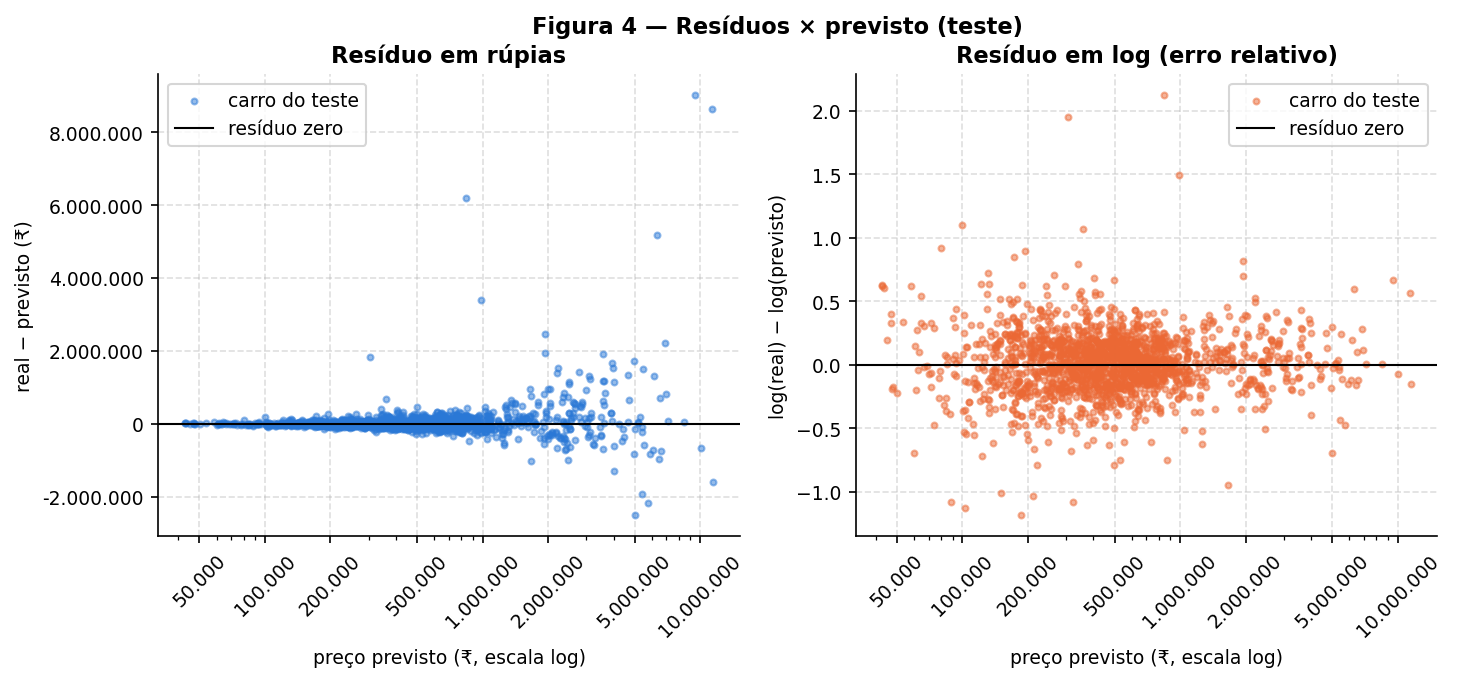 Figura 4 — Resíduos × previsto (teste)
Resíduo em rúpias
carro do teste
resíduo zero
real − previsto (₹)
8.000.000
6.000.000
4.000.000
2.000.000
0
-2.000.000
50.000
100.000
200.000
500.000
1.000.000
2.000.000
5.000.000
10.000.000
preço previsto (₹, escala log)
Resíduo em log (erro relativo)
carro do teste
resíduo zero
log(real) − log(previsto)
2.0
1.5
1.0
0.5
0.0
−0.5
−1.0
50.000
100.000
200.000
500.000
1.000.000
2.000.000
5.000.000
10.000.000
preço previsto (₹, escala log)